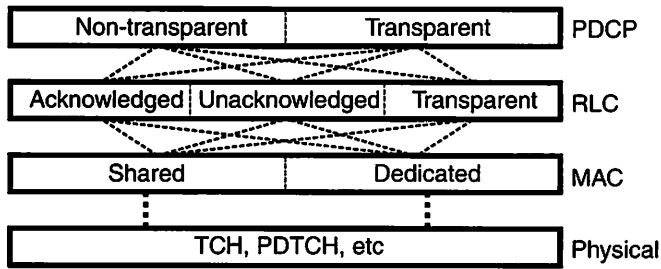 Non-transparent Transparent PDCP
Acknowledged Unacknowledged Transparent RLC
Shared Dedicated MAC
TCH, PDTCH, etc Physical